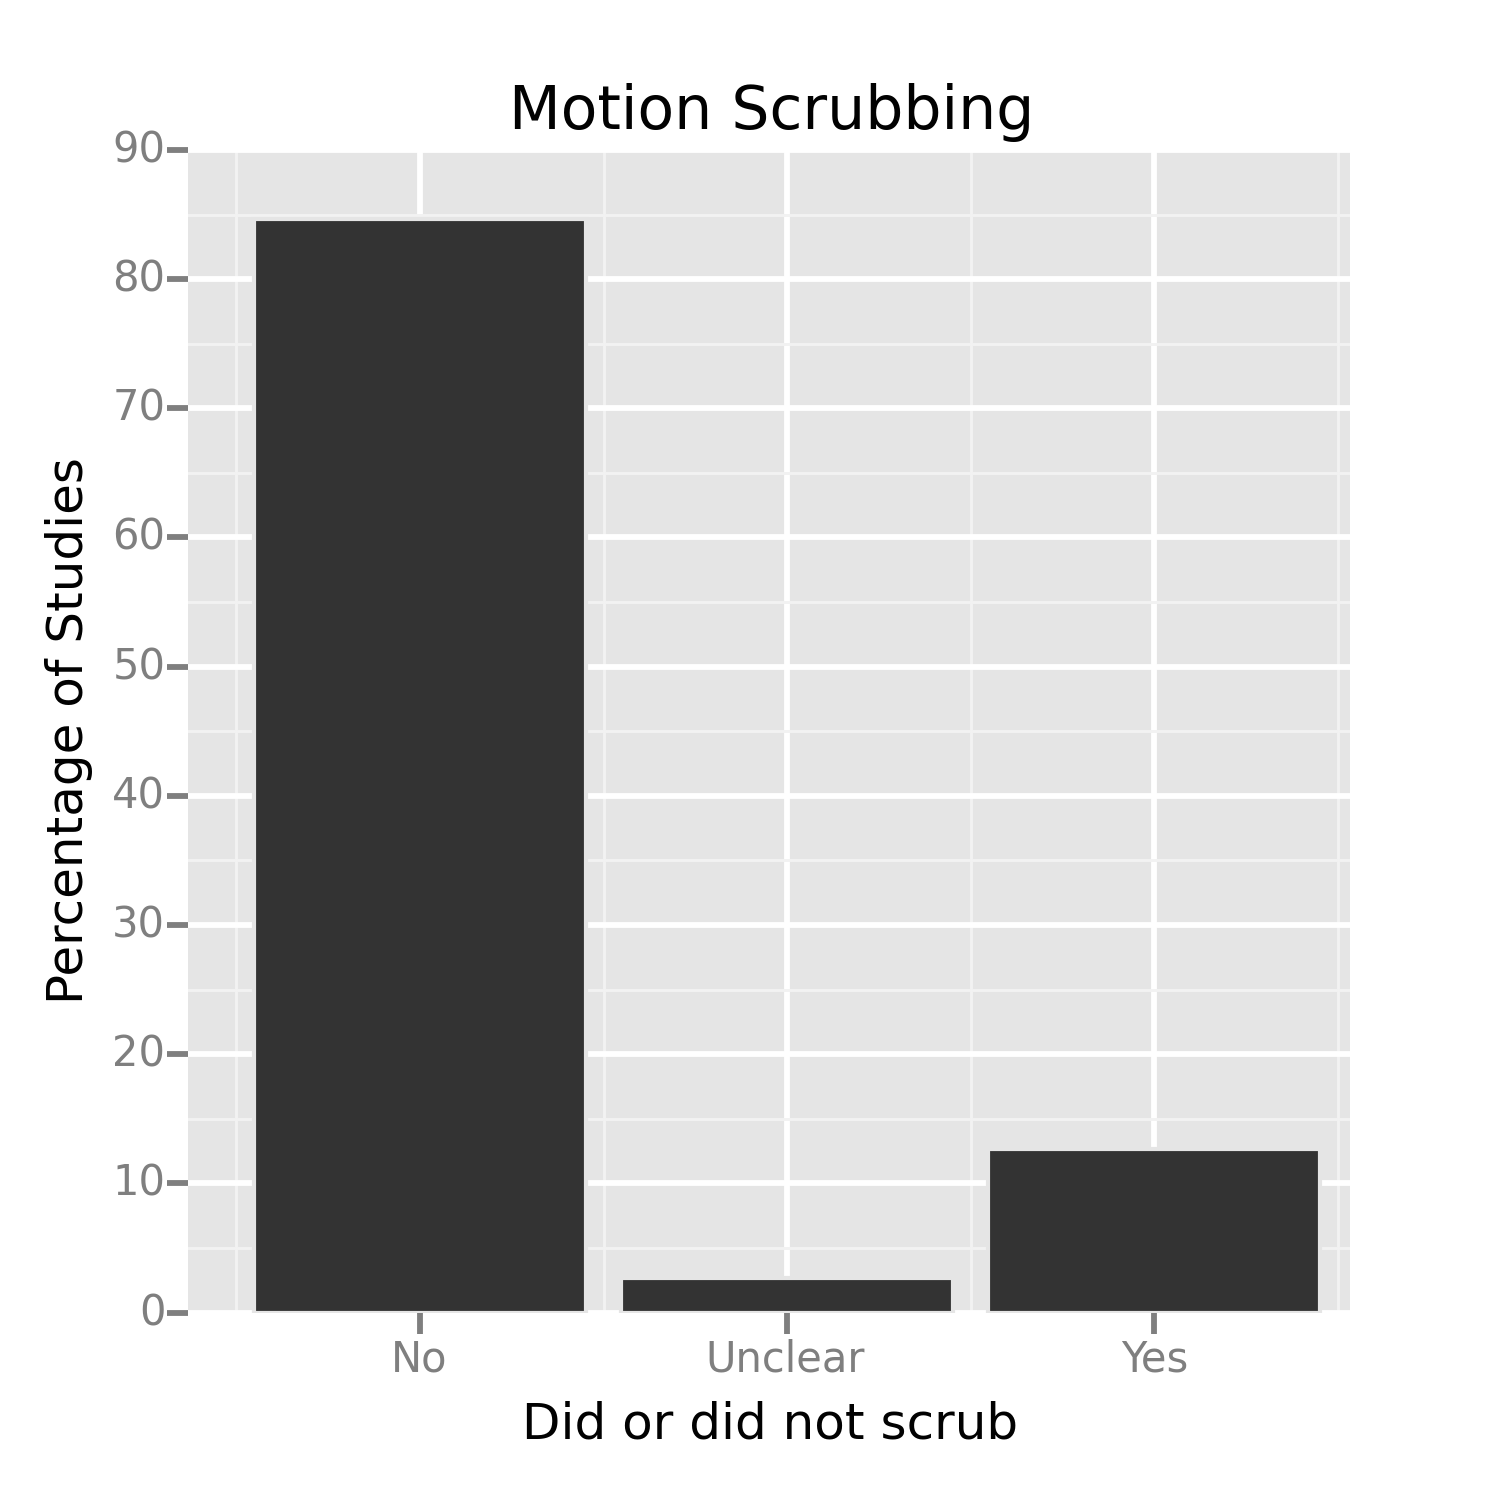 Motion Scrubbing
90
80
70
60
50
40
30
20
10
0
Percentage of Studies
No Unclear Yes
Did or did not scrub